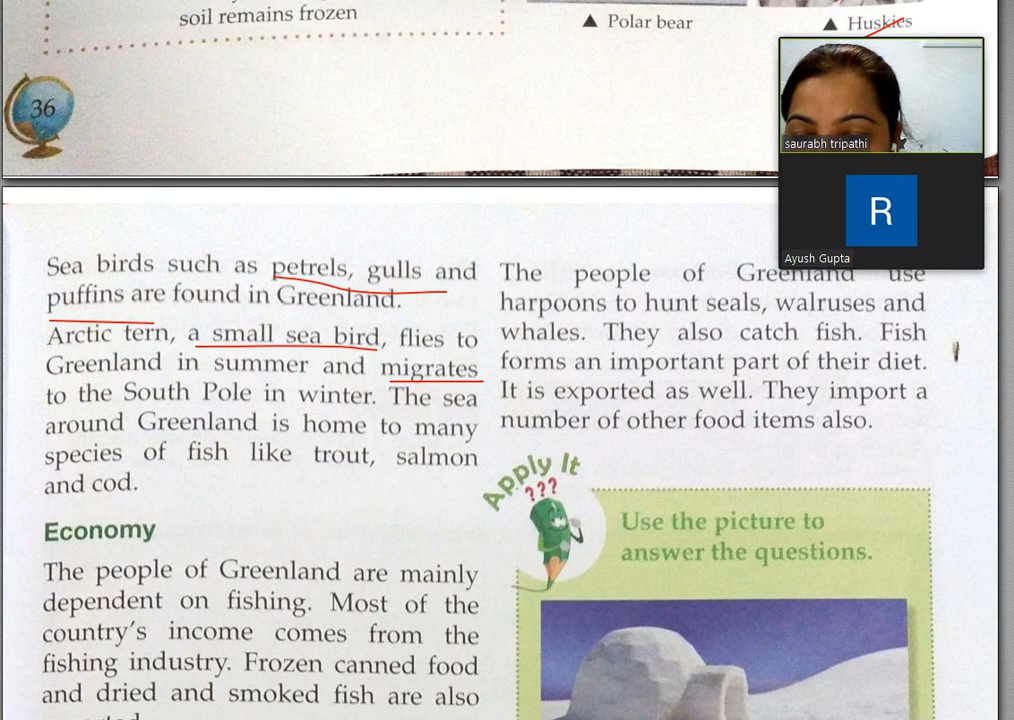 soil remains frozen
▲ Polar bear
▲ Huskies
36
saurabh tripathi
R
Ayush Gupta
Sea birds such as petrels, gulls and
puffins are found in Greenland.
Arctic tern, a small sea bird, flies to
Greenland in summer and migrates
to the South Pole in winter. The sea
around Greenland is home to many
species of fish like trout, salmon
and cod.
Economy
The people of Greenland are mainly
dependent on fishing. Most of the
country's income comes from the
fishing industry. Frozen canned food
and dried and smoked fish are also
The people of Greenland use
harpoons to hunt seals, walruses and
whales. They also catch fish. Fish
forms an important part of their diet.
It is exported as well. They import a
number of other food items also.
Apply It
???
Use the picture to
answer the questions.